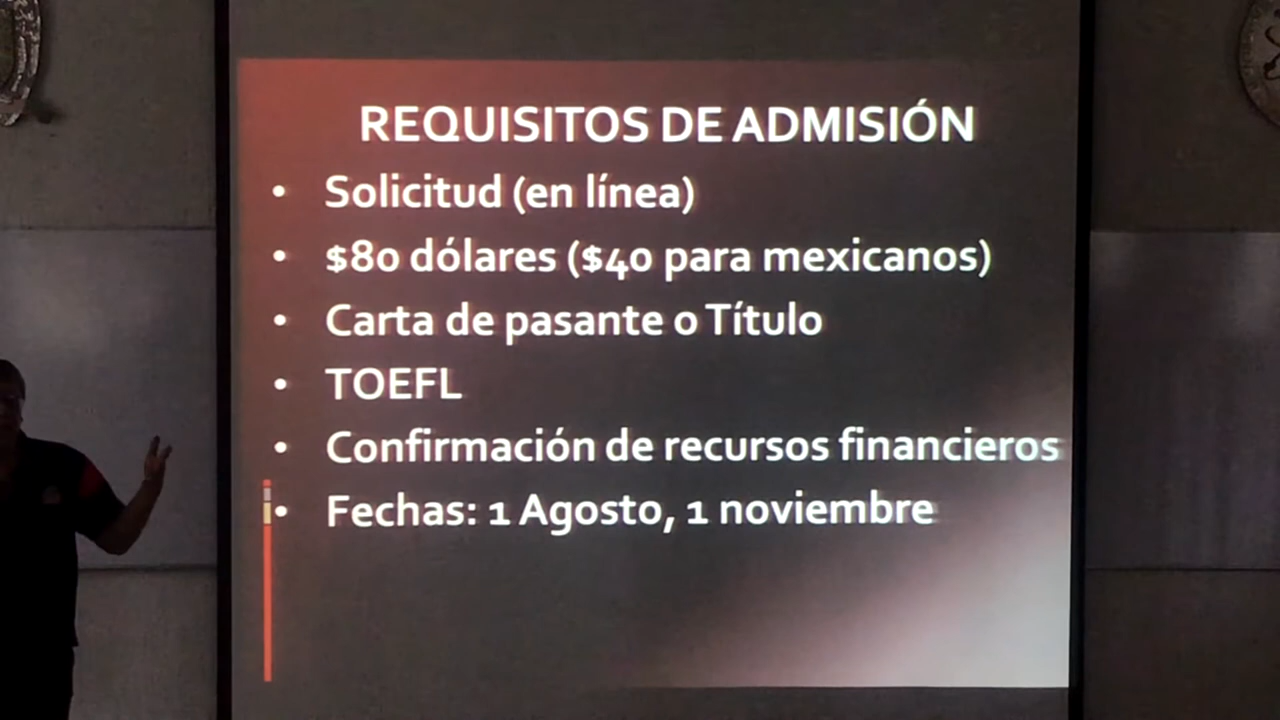 REQUISITOS DE ADMISIÓN
• Solicitud (en línea)
• $80 dólares ($40 para mexicanos)
• Carta de pasante o Título
• TOEFL
• Confirmación de recursos financieros
• Fechas: 1 Agosto, 1 noviembre